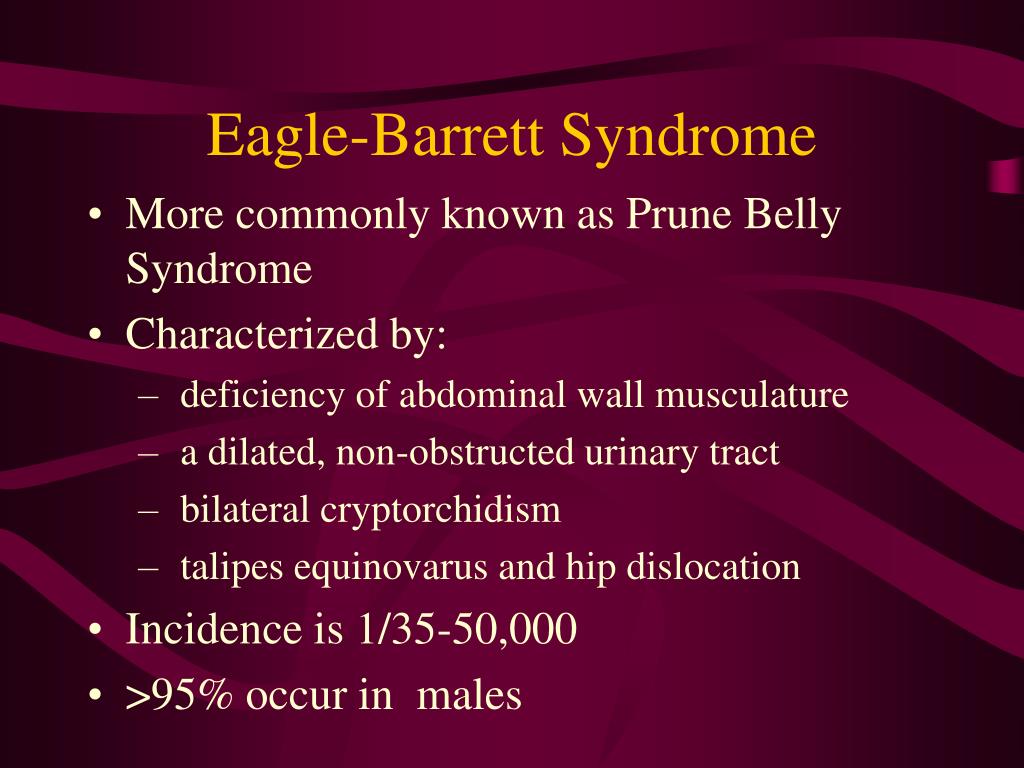 Eagle-Barrett Syndrome
• More commonly known as Prune Belly
Syndrome
• Characterized by:
– deficiency of abdominal wall musculature
– a dilated, non-obstructed urinary tract
– bilateral cryptorchidism
– talipes equinovarus and hip dislocation
• Incidence is 1/35-50,000
• >95% occur in  males